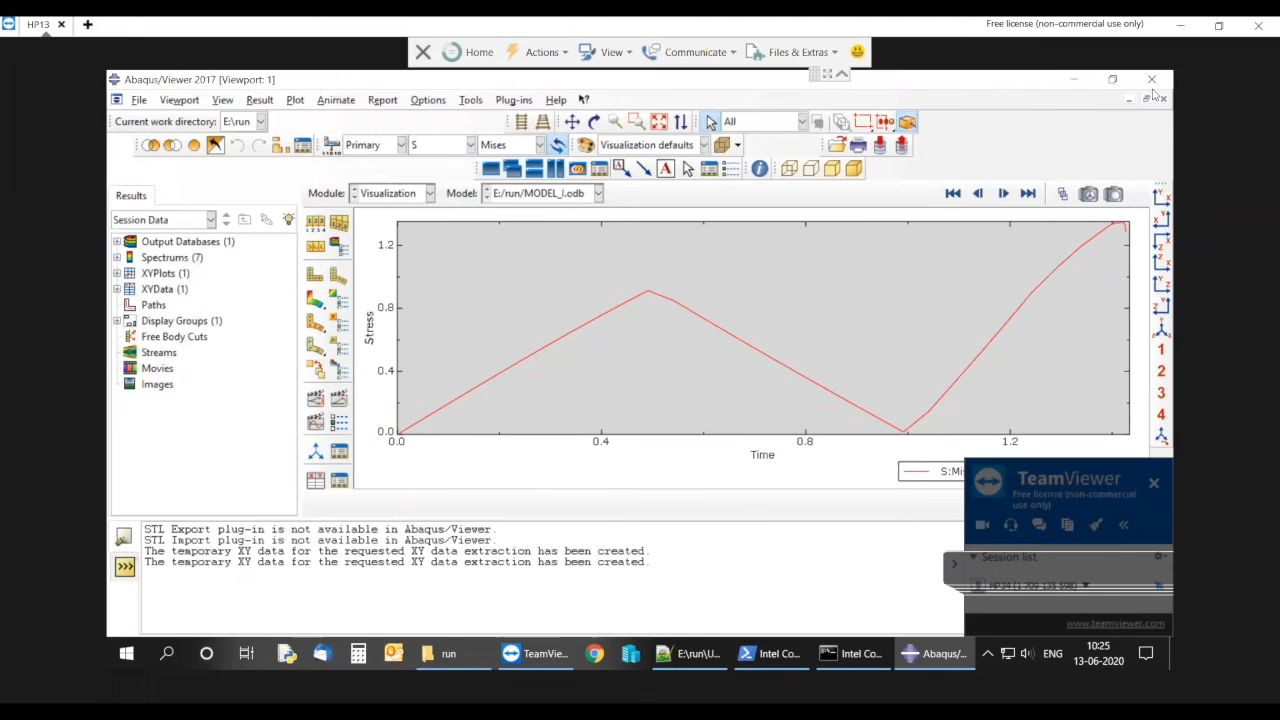 HP13
Free license (non-commercial use only)
Home Actions View Communicate Files & Extras
Abaqus/Viewer 2017 [Viewport: 1]
File Viewport View Result Plot Animate Report Options Tools Plug-ins Help
Current work directory: E:\run All
Primary S Mises Visualization defaults
Results
Module: Visualization Model: E:/run/MODEL_I.odb
Session Data
Output Databases (1)
Spectrums (7)
XYPlots (1)
XYData (1)
Paths
Display Groups (1)
Free Body Cuts
Streams
Movies
Images
1.2
0.8
0.4
0.0
Stress
0.0 0.4 0.8 1.2
Time
S:Mis
1
2
3
4
TeamViewer
Free license (non-commercial
use only)
Session list
www.teamviewer.com
STL Export plug-in is not available in Abaqus/Viewer.
STL Import plug-in is not available in Abaqus/Viewer.
The temporary XY data for the requested XY data extraction has been created.
The temporary XY data for the requested XY data extraction has been created.
run TeamVie... E:\run\U... Intel Co... Intel Co... Abaqus/... ENG 10:25
13-06-2020